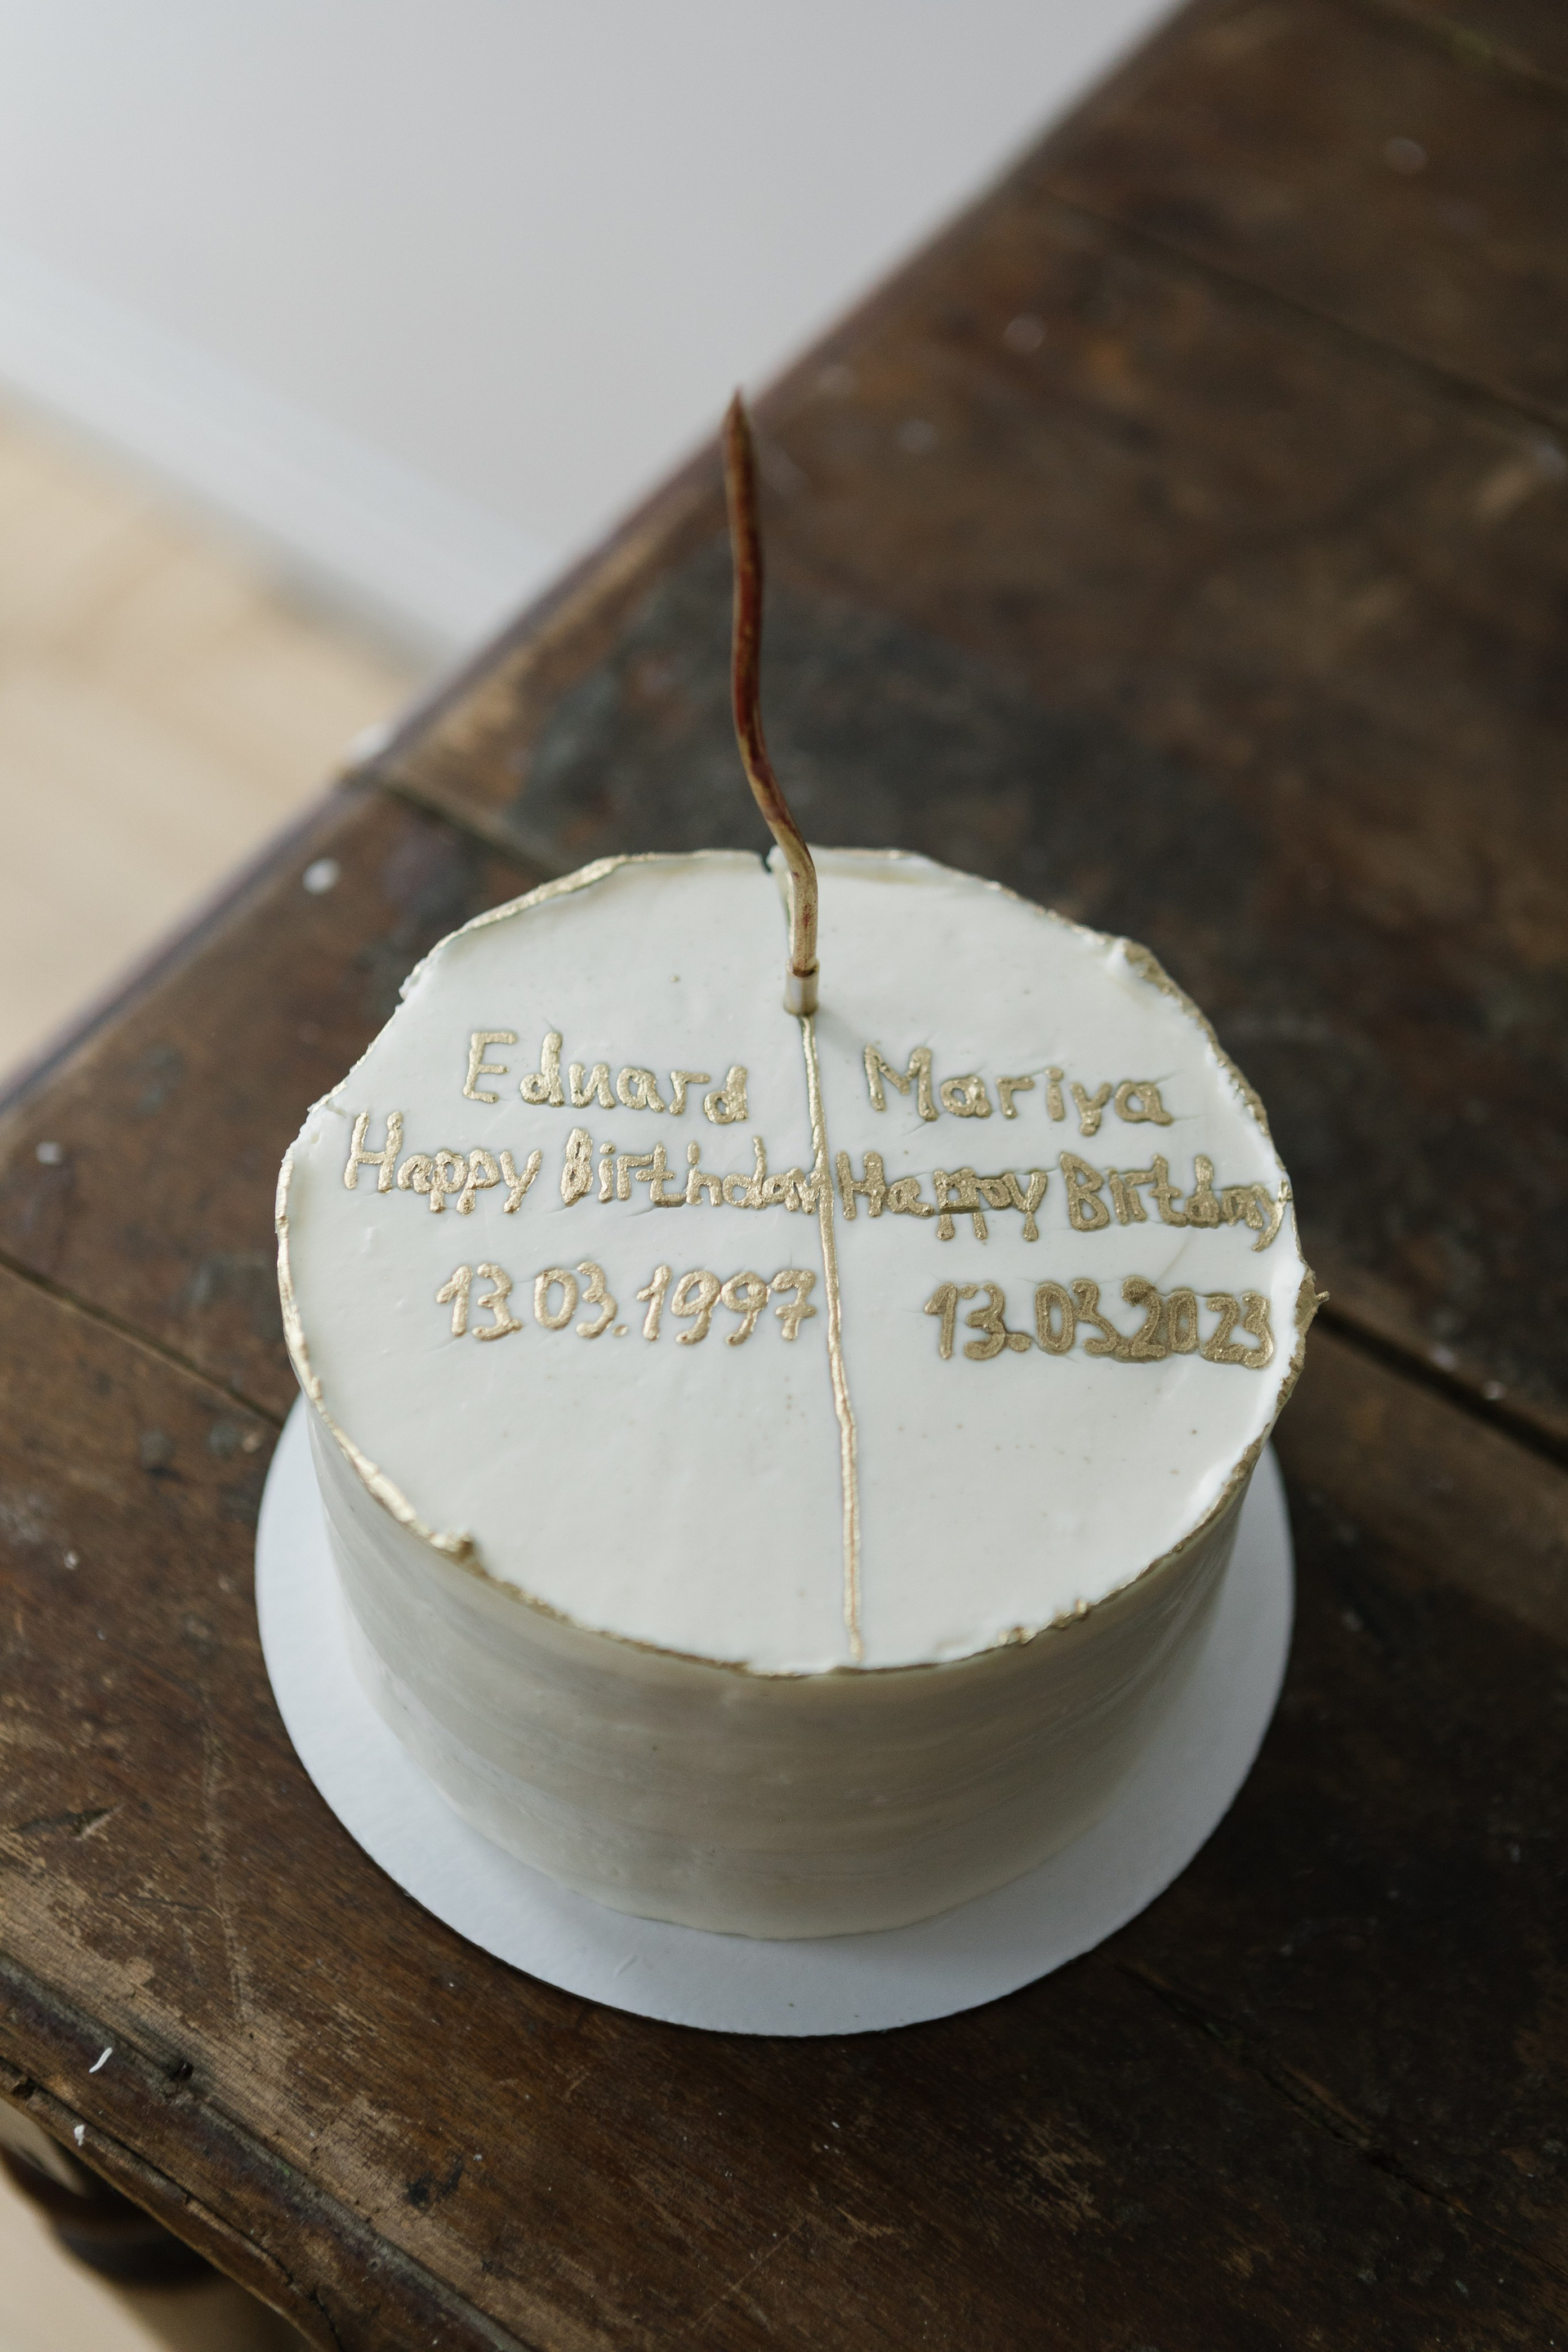 Eduard
Happy Birthday
13.03.1997
Mariya
Happy Birtday
13.03.2023